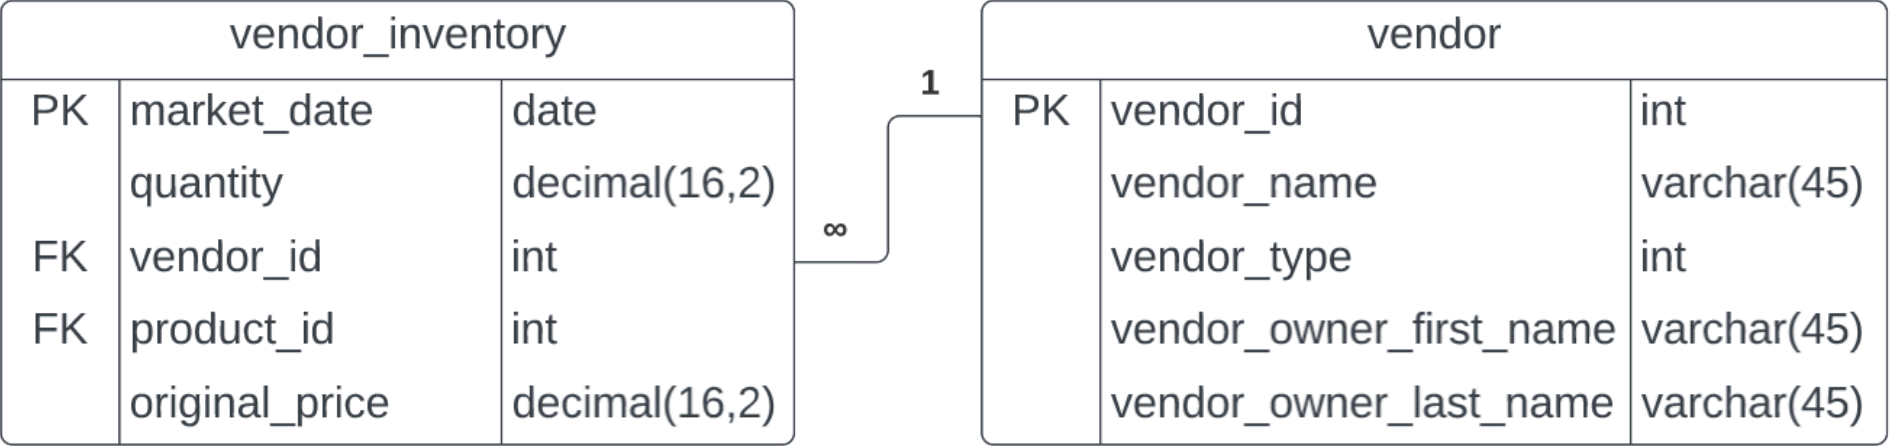 vendor_inventory
PK market_date date
quantity decimal(16,2)
FK vendor_id int
FK product_id int
original_price decimal(16,2)
1
∞
vendor
PK vendor_id int
vendor_name varchar(45)
vendor_type int
vendor_owner_first_name varchar(45)
vendor_owner_last_name varchar(45)